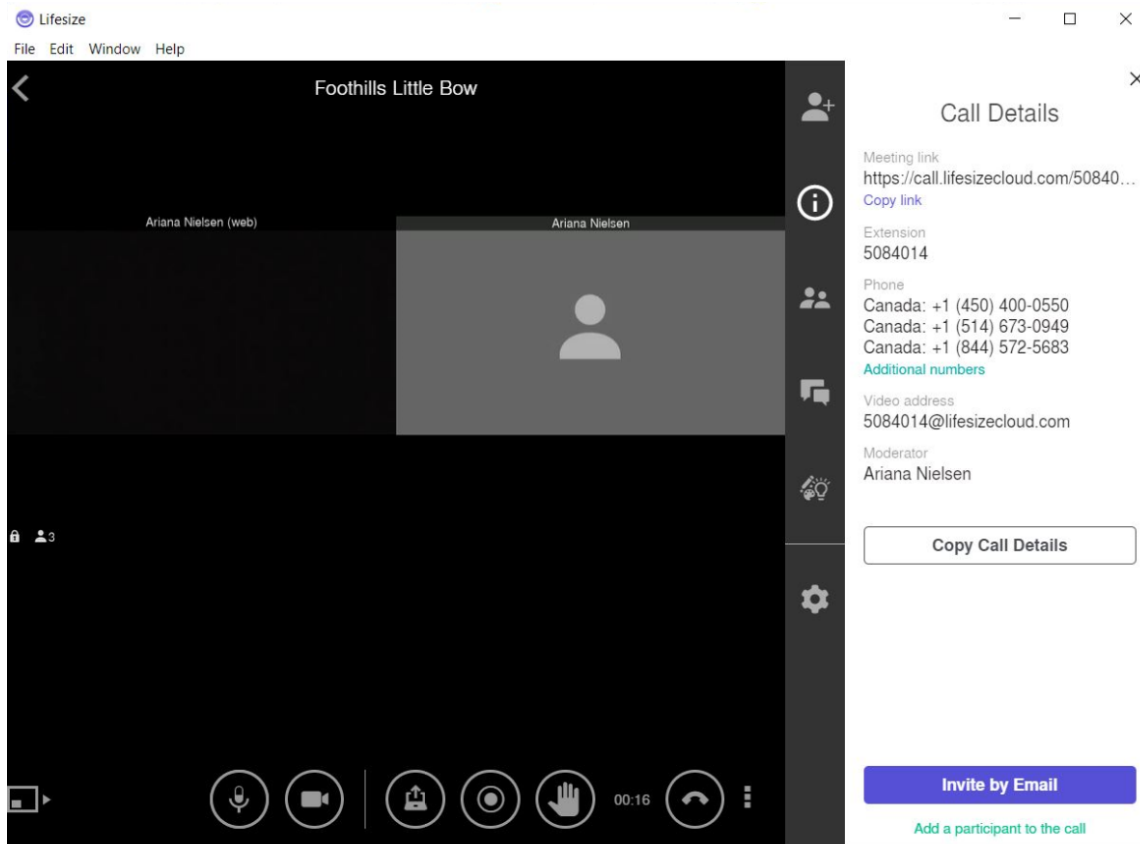 Lifesize
File Edit Window Help
Foothills Little Bow
Ariana Nielsen (web)
Ariana Nielsen
3
00:16
Call Details
Meeting link
https://call.lifesizecloud.com/50840...
Copy link
Extension
5084014
Phone
Canada: +1 (450) 400-0550
Canada: +1 (514) 673-0949
Canada: +1 (844) 572-5683
Additional numbers
Video address
5084014@lifesizecloud.com
Moderator
Ariana Nielsen
Copy Call Details
Invite by Email
Add a participant to the call